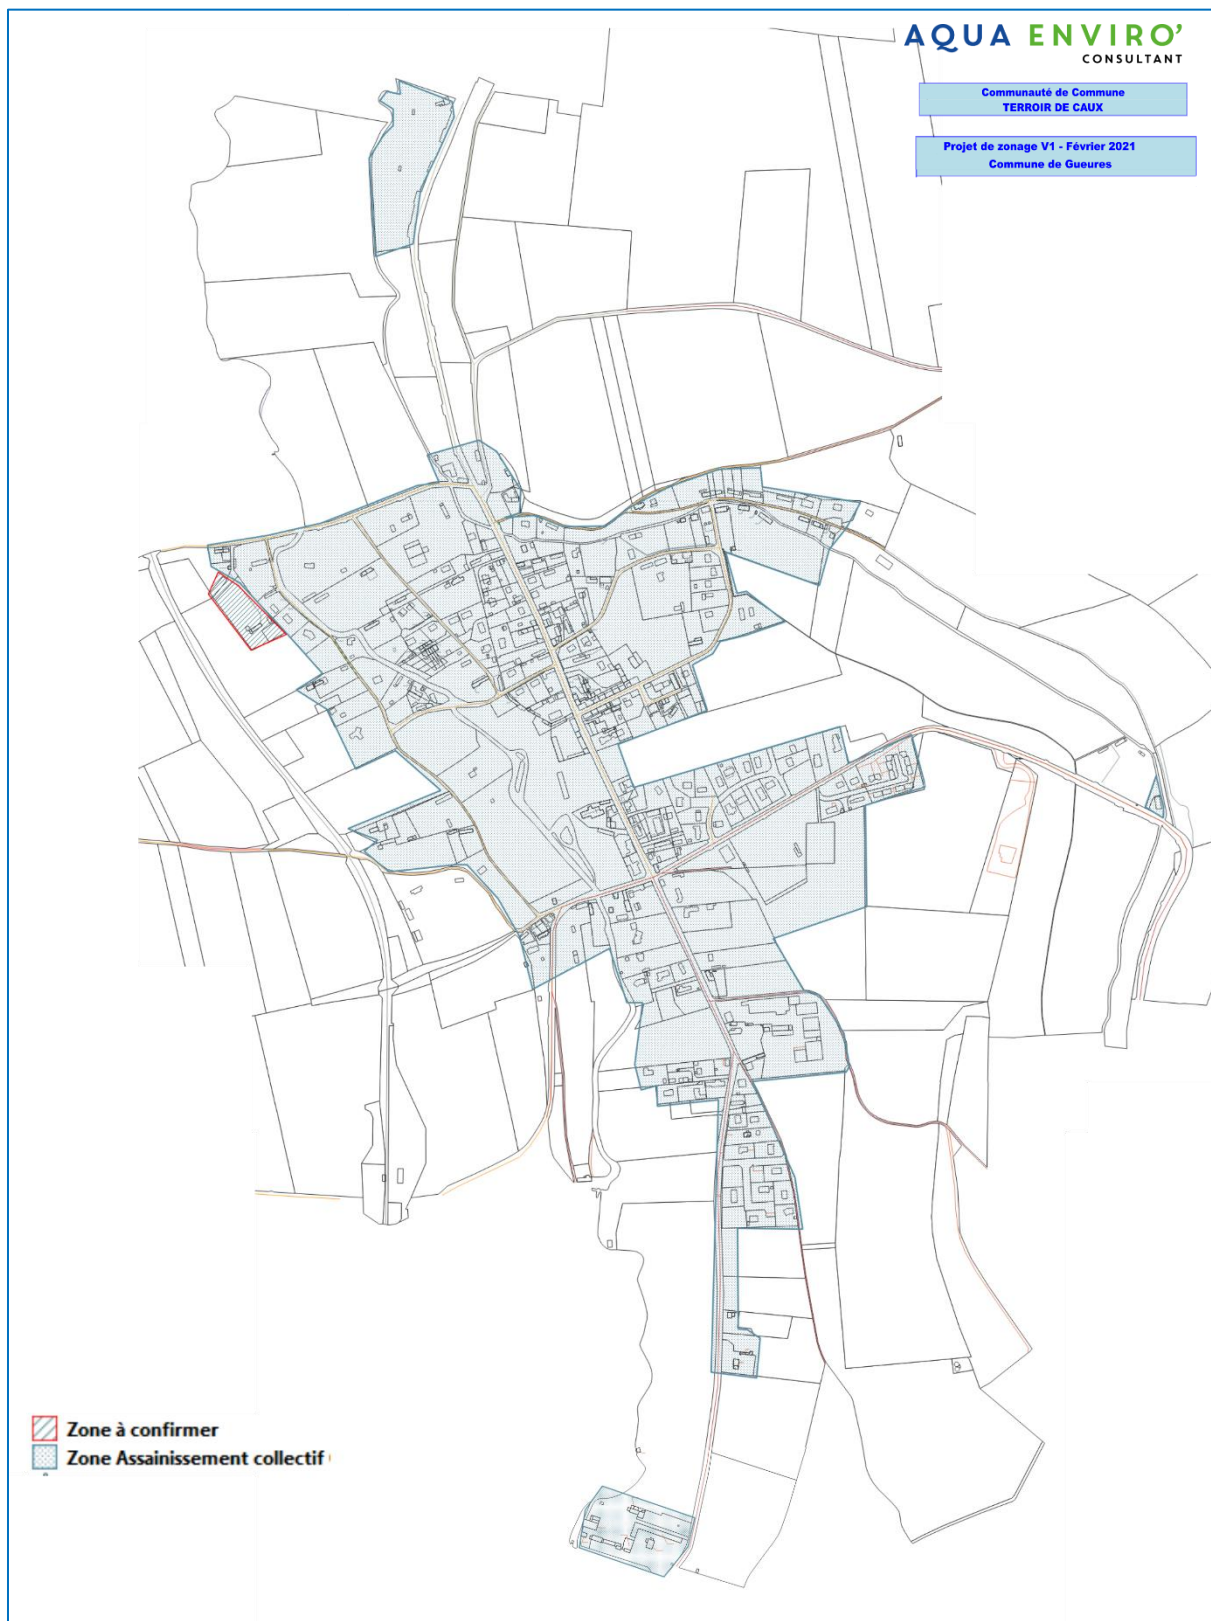 AQUA ENVIRO’
CONSULTANT
Communauté de Commune
TERROIR DE CAUX
Projet de zonage V1 - Février 2021
Commune de Gueures
Zone à confirmer
Zone Assainissement collectif